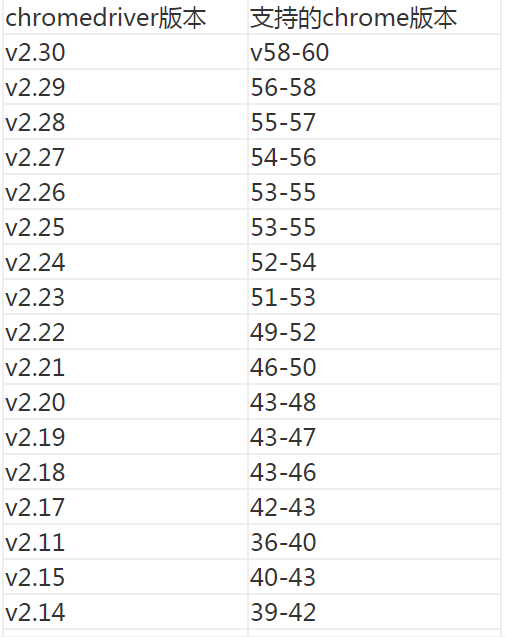 chromedriver版本 支持的chrome版本
v2.30 v58-60
v2.29 56-58
v2.28 55-57
v2.27 54-56
v2.26 53-55
v2.25 53-55
v2.24 52-54
v2.23 51-53
v2.22 49-52
v2.21 46-50
v2.20 43-48
v2.19 43-47
v2.18 43-46
v2.17 42-43
v2.11 36-40
v2.15 40-43
v2.14 39-42